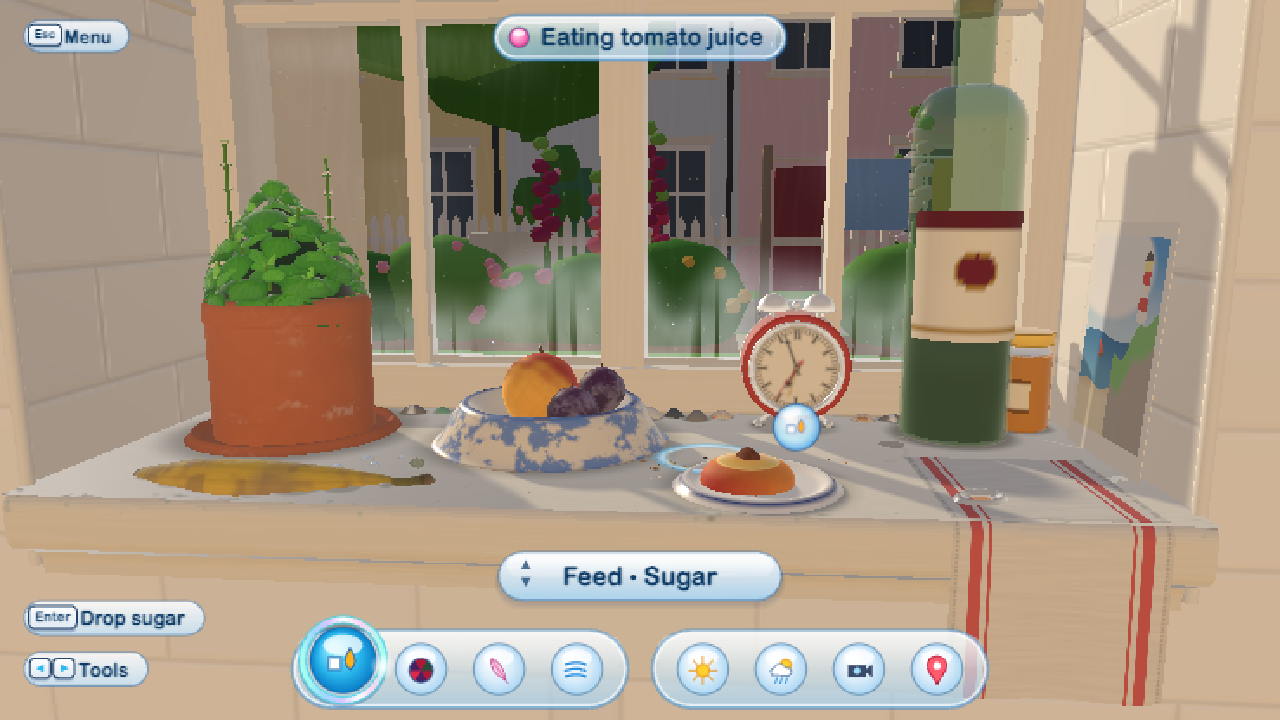 Esc Menu
Eating tomato juice
Feed • Sugar
Enter Drop sugar
Tools